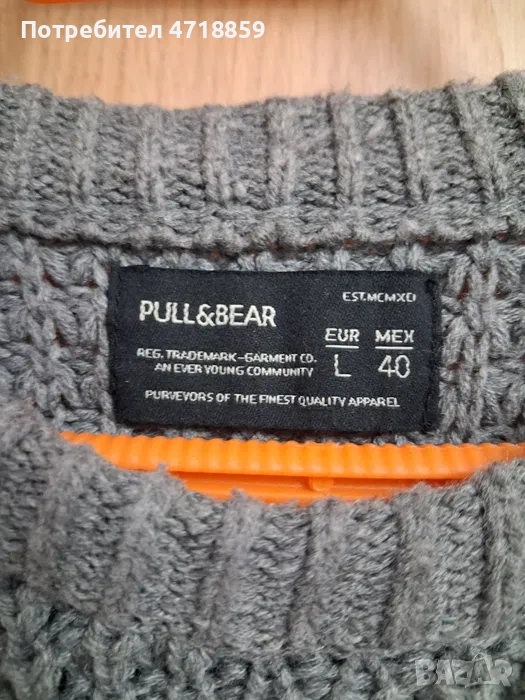 Потребител 4718859
PULL&BEAR
EST.MCMXCI
REG. TRADEMARK-GARMENT CO.
AN EVER YOUNG COMMUNITY
EUR MEX
L 40
PURVEYORS OF THE FINEST QUALITY APPAREL
BAZAR